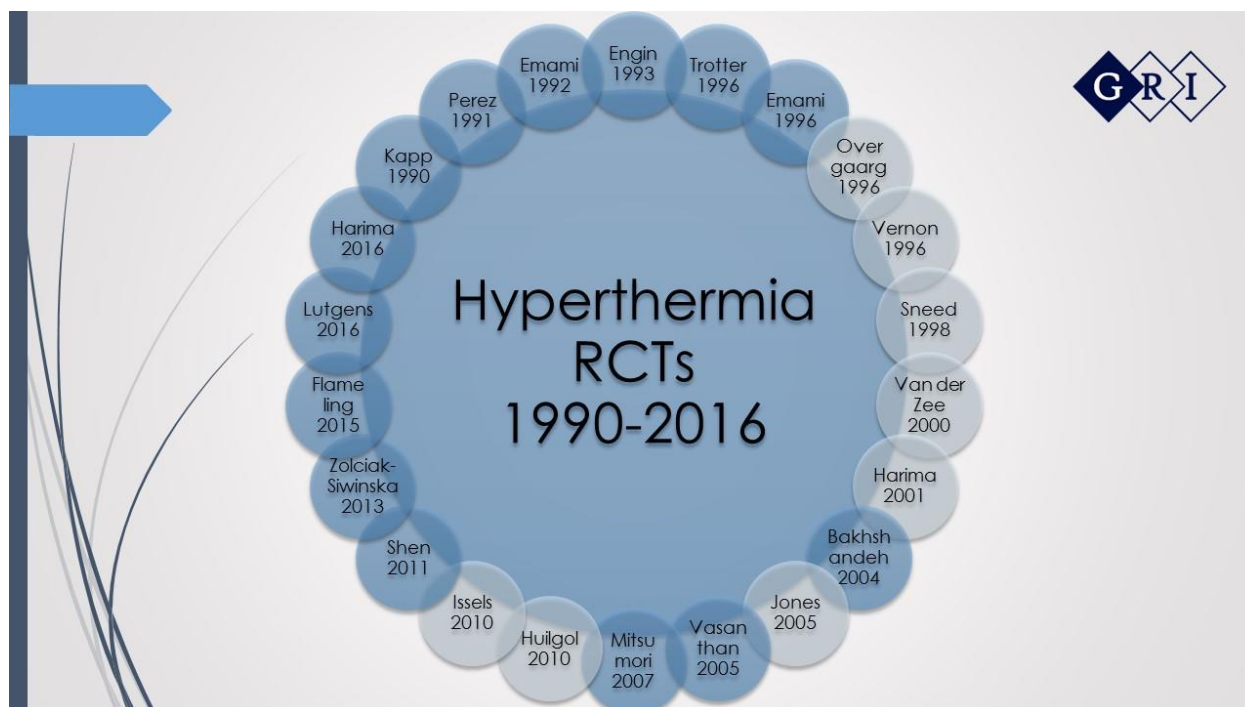 Engin
1993
Trotter
1996
Emami
1996
Over
gaarg
1996
Vernon
1996
Sneed
1998
Van der
Zee
2000
Harima
2001
Bakhsh
andeh
2004
Jones
2005
Vasan
than
2005
Mitsu
mori
2007
Huilgol
2010
Issels
2010
Shen
2011
Zolciak-
Siwinska
2013
Flame
ling
2015
Lutgens
2016
Harima
2016
Kapp
1990
Perez
1991
Emami
1992
Hyperthermia
RCTs
1990-2016
GRI